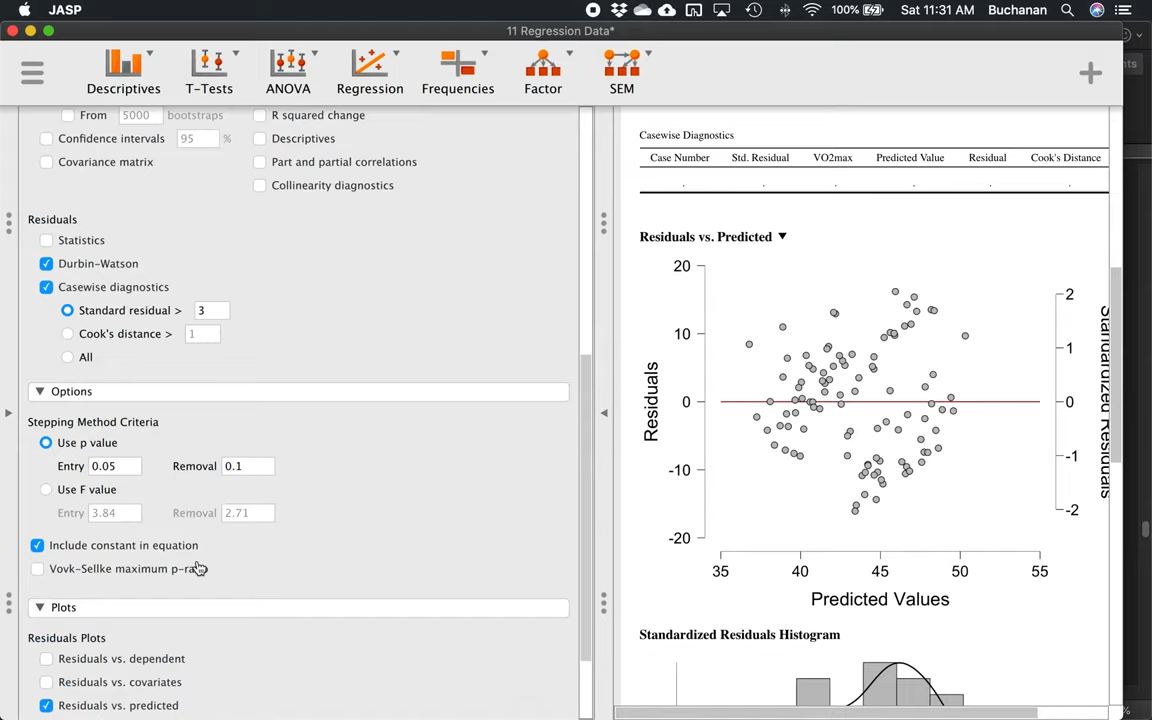 JASP
100%
Sat 11:31 AM
Buchanan
11 Regression Data*
Descriptives
T-Tests
ANOVA
Regression
Frequencies
Factor
SEM
From 5000 bootstraps
R squared change
Confidence intervals 95 %
Descriptives
Covariance matrix
Part and partial correlations
Collinearity diagnostics
Residuals
Statistics
Durbin-Watson
Casewise diagnostics
Standard residual > 3
Cook's distance > 1
All
Options
Stepping Method Criteria
Use p value
Entry 0.05 Removal 0.1
Use F value
Entry 3.84 Removal 2.71
Include constant in equation
Vovk-Sellke maximum
Plots
Residuals Plots
Residuals vs. dependent
Residuals vs. covariates
Residuals vs. predicted
Casewise Diagnostics
Case Number Std. Residual VO2max Predicted Value Residual Cook's Distance
. . . . . .
Residuals vs. Predicted
20
10
0
-10
-20
Residuals
2
1
0
-1
-2
Standardized Residuals
35 40 45 50 55
Predicted Values
Standardized Residuals Histogram